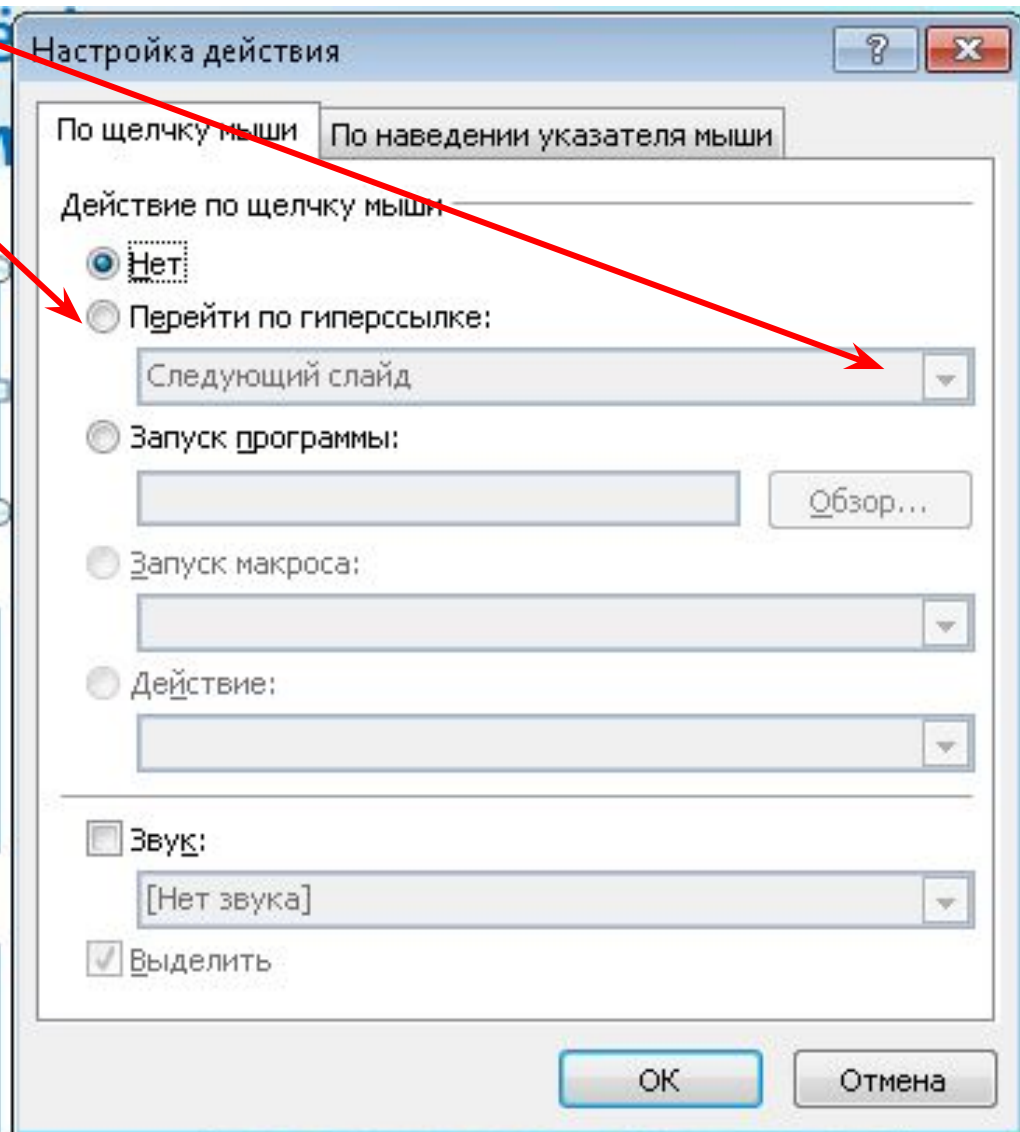 Настройка действия
По щелчку мыши
По наведении указателя мыши
Действие по щелчку мыши
Нет
Перейти по гиперссылке:
Следующий слайд
Запуск программы:
Обзор...
Запуск макроса:
Действие:
Звук:
[Нет звука]
Выделить
ОК
Отмена